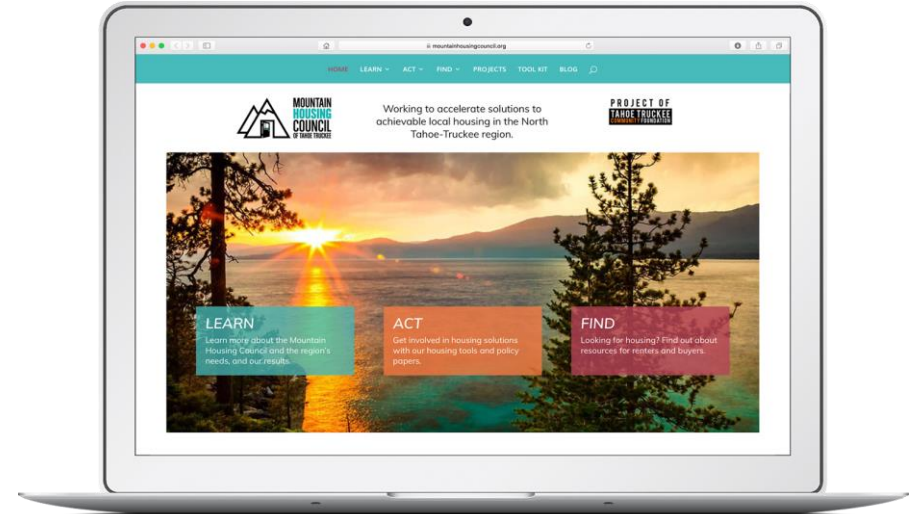 mountainhousingcouncil.org
HOME LEARN ACT FIND PROJECTS TOOL KIT BLOG
MOUNTAIN
HOUSING
COUNCIL
OF TAHOE TRUCKEE
Working to accelerate solutions to
achievable local housing in the North
Tahoe-Truckee region.
PROJECT OF
TAHOE TRUCKEE
COMMUNITY FOUNDATION
LEARN
Learn more about the Mountain
Housing Council and the region's
needs, and our results.
ACT
Get involved in housing solutions
with our housing tools and policy
papers.
FIND
Looking for housing? Find out about
resources for renters and buyers.